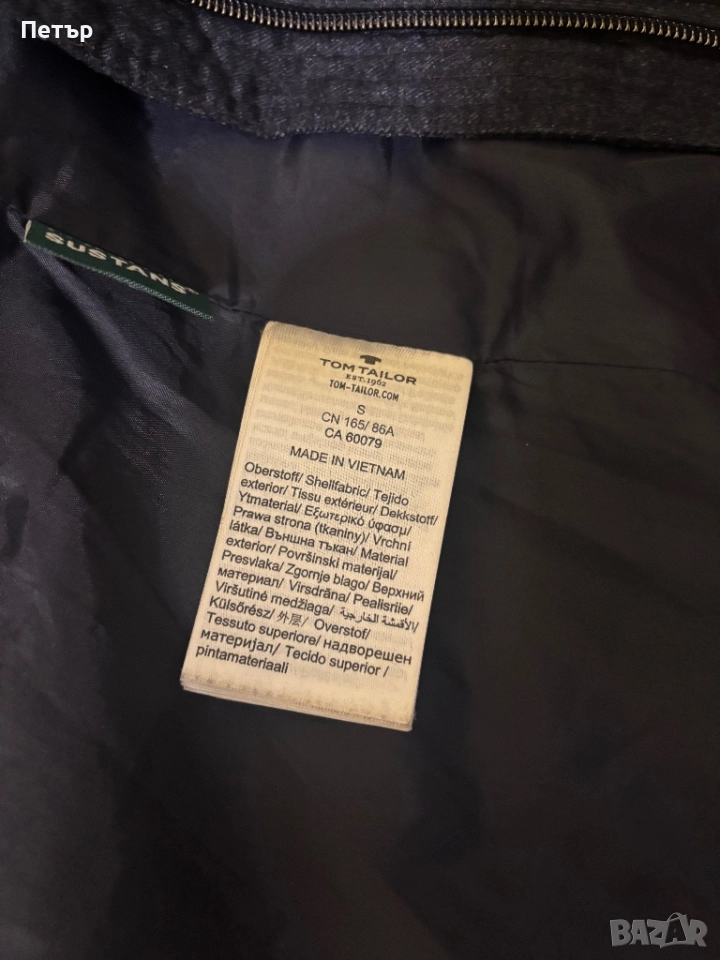 Петър
SUSTANS
TOM TAILOR
EST. 1962
TOM-TAILOR.COM
S
CN 165/ 86A
CA 60079
MADE IN VIETNAM
Oberstoff/ Shellfabric/ Tejido
exterior/ Tissu extérieur/ Dekkstoff/
Ytmaterial/ Εξωτερικό ύφασμ/
Prawa strona (tkaniny)/ Vrchní
látka/ Външна тъкан/ Material
exterior/ Površinski materijal/
Presvlaka/ Zgornje blago/ Верхний
материал/ Virsdrāna/ Pealisriie/
Viršutinė medžiaga/ الأقمشة الخارجية/
Külsőrész/ 外层/ Overstof/
Tessuto superiore/ надворешен
материјал/ Tecido superior /
pintamateriaali
BAZAR